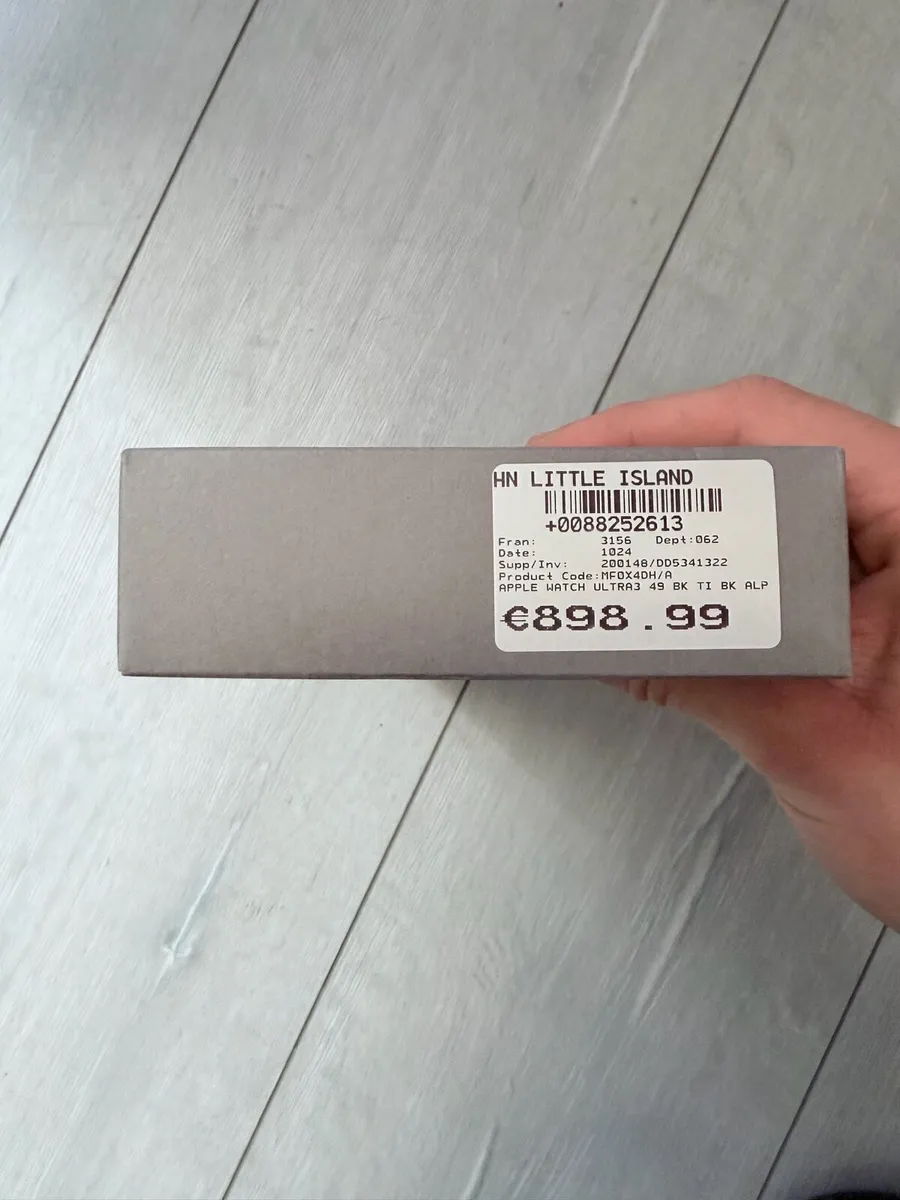 HN LITTLE ISLAND
+0088252613
Fran: 3156 Dept:062
Date: 1024
Supp/Inv: 200148/DD5341322
Product Code:MF0X4DH/A
APPLE WATCH ULTRA3 49 BK TI BK ALP
€898.99